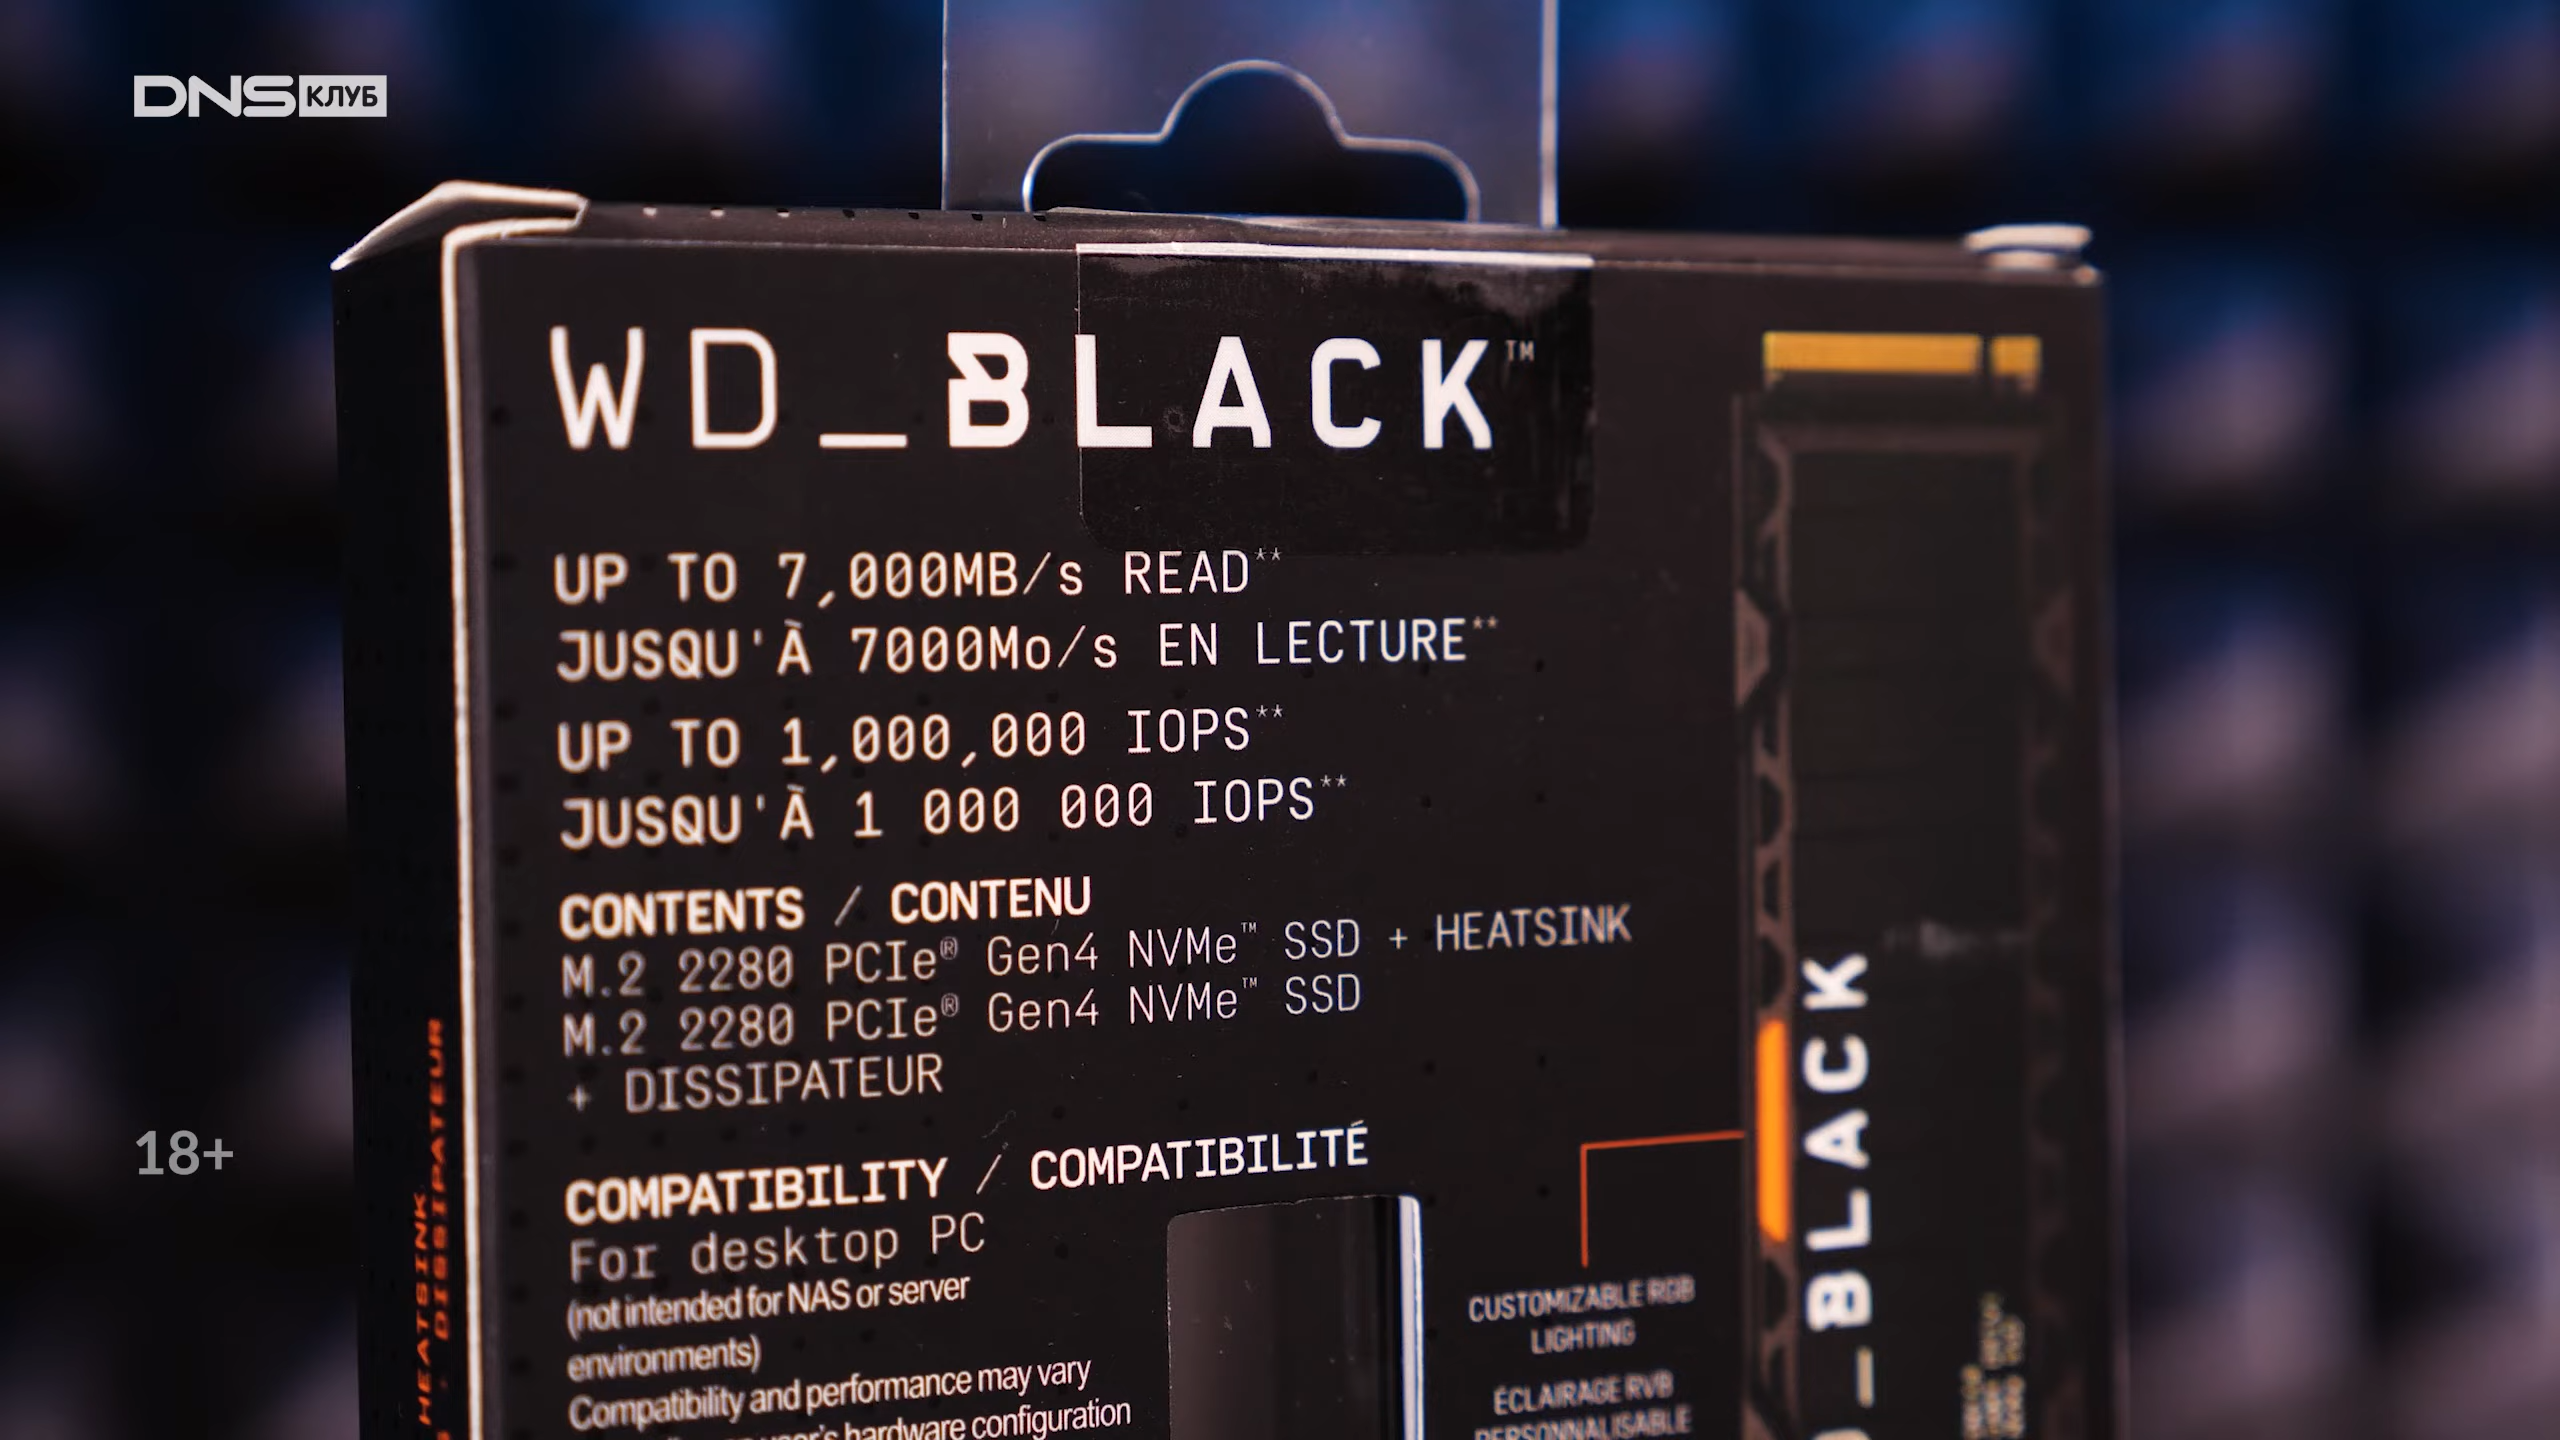 DNS КЛУБ
WD_BLACK™
UP TO 7,000MB/s READ**
JUSQU'À 7000Mo/s EN LECTURE**
UP TO 1,000,000 IOPS**
JUSQU'À 1 000 000 IOPS**
CONTENTS / CONTENU
M.2 2280 PCIe® Gen4 NVMe™ SSD + HEATSINK
M.2 2280 PCIe® Gen4 NVMe™ SSD
+ DISSIPATEUR
COMPATIBILITY / COMPATIBILITÉ
For desktop PC
(not intended for NAS or server
environments)
Compatibility and performance may vary
user's hardware configuration
CUSTOMIZABLE RGB
LIGHTING
ÉCLAIRAGE RVB
PERSONNALISABLE
_BLACK
HEATSINK
DISSIPATEUR
18+